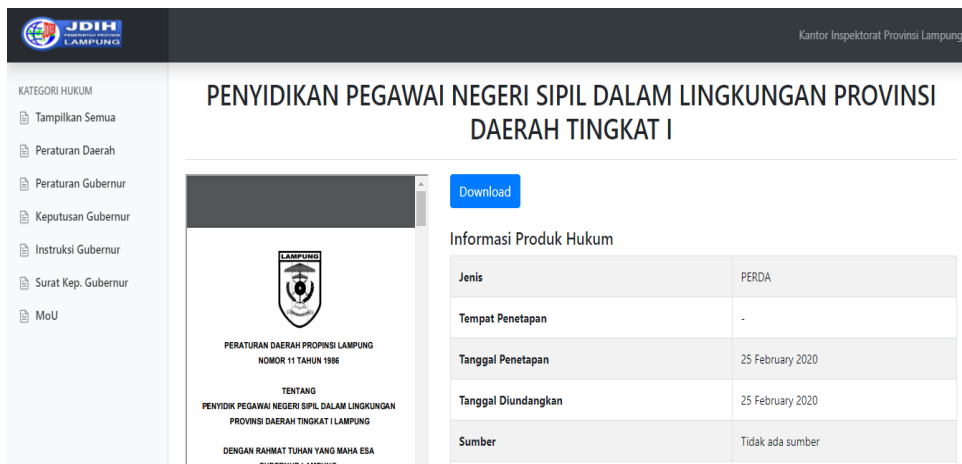 JDIH
PEMERINTAH PROVINSI
LAMPUNG
Kantor Inspektorat Provinsi Lampung
KATEGORI HUKUM
Tampilkan Semua
Peraturan Daerah
Peraturan Gubernur
Keputusan Gubernur
Instruksi Gubernur
Surat Kep. Gubernur
MoU
PENYIDIKAN PEGAWAI NEGERI SIPIL DALAM LINGKUNGAN PROVINSI
DAERAH TINGKAT I
LAMPUNG
PERATURAN DAERAH PROPINSI LAMPUNG
NOMOR 11 TAHUN 1986
TENTANG
PENYIDIK PEGAWAI NEGERI SIPIL DALAM LINGKUNGAN
PROVINSI DAERAH TINGKAT I LAMPUNG
DENGAN RAHMAT TUHAN YANG MAHA ESA
GUBERNUR LAMPUNG
Download
Informasi Produk Hukum
Jenis PERDA
Tempat Penetapan -
Tanggal Penetapan 25 February 2020
Tanggal Diundangkan 25 February 2020
Sumber Tidak ada sumber